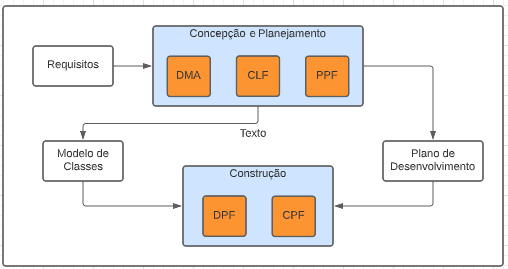 Concepção e Planejamento
Requisitos
DMA
CLF
PPF
Texto
Modelo de
Classes
Plano de
Desenvolvimento
Construção
DPF
CPF